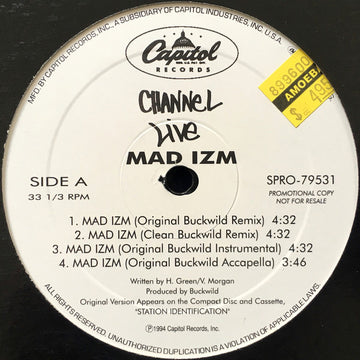 MFD. BY CAPITOL RECORDS, INC., A SUBSIDIARY OF CAPITOL INDUSTRIES, INC. U.S.A.
Capitol
RECORDS
CHANNEL
LIVE
MAD IZM
AMOEBA
$ 4.95
SIDE A
33 1/3 RPM
SPRO-79531
PROMOTIONAL COPY
NOT FOR RESALE
1. MAD IZM (Original Buckwild Remix) 4:32
2. MAD IZM (Clean Buckwild Remix) 4:32
3. MAD IZM (Original Buckwild Instrumental) 4:32
4. MAD IZM (Original Buckwild Accapella) 3:46
Written by H. Green/V. Morgan
Produced by Buckwild
Original Version Appears on the Compact Disc and Cassette,
"STATION IDENTIFICATION"
℗1994 Capitol Records, Inc.
UNAUTHORIZED DUPLICATION IS A VIOLATION OF APPLICABLE LAWS.